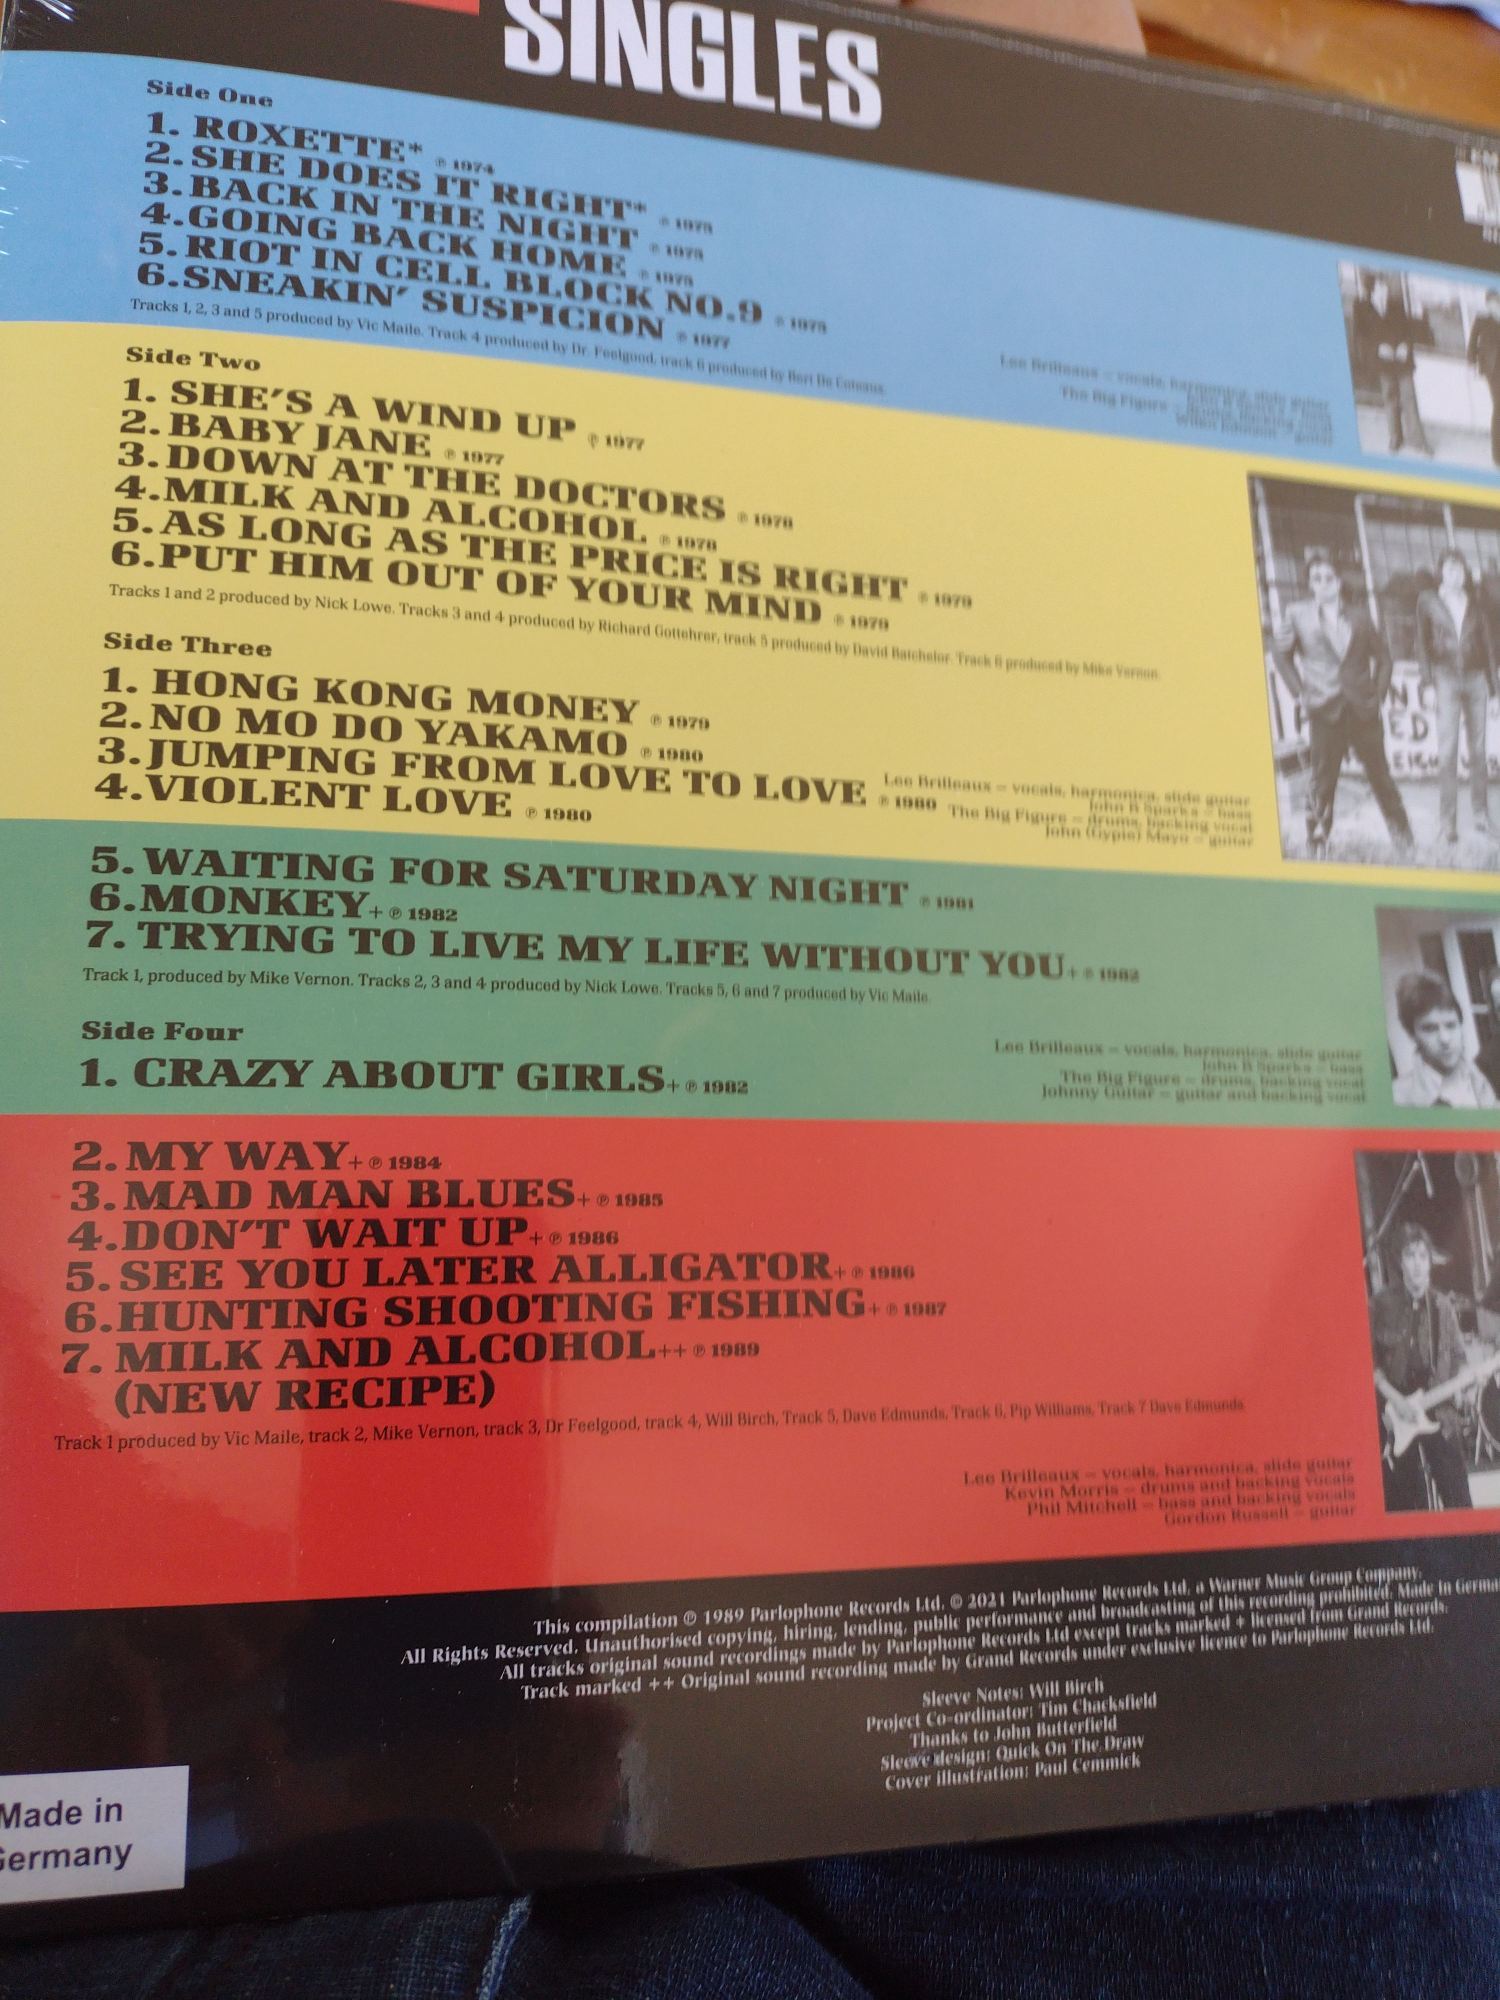 SINGLES
Side One
1. ROXETTE* ℗ 1974
2. SHE DOES IT RIGHT* ℗ 1975
3. BACK IN THE NIGHT ℗ 1975
4. GOING BACK HOME ℗ 1975
5. RIOT IN CELL BLOCK NO.9 ℗ 1975
6. SNEAKIN' SUSPICION ℗ 1977
Tracks 1, 2, 3 and 5 produced by Vic Maile. Track 4 produced by Dr. Feelgood, track 6 produced by Bert De Coteaux.
Lee Brilleaux – vocals, harmonica, slide guitar
The Big Figure – drums, backing vocal
Wilko Johnson – guitar
Side Two
1. SHE'S A WIND UP ℗ 1977
2. BABY JANE ℗ 1977
3. DOWN AT THE DOCTORS ℗ 1978
4. MILK AND ALCOHOL ℗ 1978
5. AS LONG AS THE PRICE IS RIGHT ℗ 1979
6. PUT HIM OUT OF YOUR MIND ℗ 1979
Tracks 1 and 2 produced by Nick Lowe. Tracks 3 and 4 produced by Richard Gottehrer, track 5 produced by David Batchelor. Track 6 produced by Mike Vernon.
Side Three
1. HONG KONG MONEY ℗ 1979
2. NO MO DO YAKAMO ℗ 1980
3. JUMPING FROM LOVE TO LOVE ℗ 1980
4. VIOLENT LOVE ℗ 1980
Lee Brilleaux – vocals, harmonica, slide guitar
John B Sparks – bass
The Big Figure – drums, backing vocal
John (Gypie) Mayo – guitar
5. WAITING FOR SATURDAY NIGHT ℗ 1981
6. MONKEY+ ℗ 1982
7. TRYING TO LIVE MY LIFE WITHOUT YOU+ ℗ 1982
Track 1, produced by Mike Vernon. Tracks 2, 3 and 4 produced by Nick Lowe. Tracks 5, 6 and 7 produced by Vic Maile.
Side Four
1. CRAZY ABOUT GIRLS+ ℗ 1982
Lee Brilleaux – vocals, harmonica, slide guitar
John B Sparks – bass
The Big Figure – drums, backing vocal
Johnny Guitar – guitar and backing vocal
2. MY WAY+ ℗ 1984
3. MAD MAN BLUES+ ℗ 1985
4. DON'T WAIT UP+ ℗ 1986
5. SEE YOU LATER ALLIGATOR+ ℗ 1986
6. HUNTING SHOOTING FISHING+ ℗ 1987
7. MILK AND ALCOHOL++ ℗ 1989
(NEW RECIPE)
Track 1 produced by Vic Maile, track 2, Mike Vernon, track 3, Dr Feelgood, track 4, Will Birch, Track 5, Dave Edmunds, Track 6, Pip Williams, Track 7 Dave Edmunds
Lee Brilleaux – vocals, harmonica, slide guitar
Kevin Morris – drums and backing vocals
Phil Mitchell – bass and backing vocals
Gordon Russell – guitar
This compilation ℗ 1989 Parlophone Records Ltd. © 2021 Parlophone Records Ltd, a Warner Music Group Company.
All Rights Reserved. Unauthorised copying, hiring, lending, public performance and broadcasting of this recording prohibited. Made in Germa
All tracks original sound recordings made by Parlophone Records Ltd except tracks marked + licensed from Grand Records.
Track marked ++ Original sound recording made by Grand Records under exclusive licence to Parlophone Records Ltd.
Sleeve Notes: Will Birch
Project Co-ordinator: Tim Chacksfield
Thanks to John Butterfield
Sleeve design: Quick On The Draw
Cover illustration: Paul Cemmick
Made in
Germany